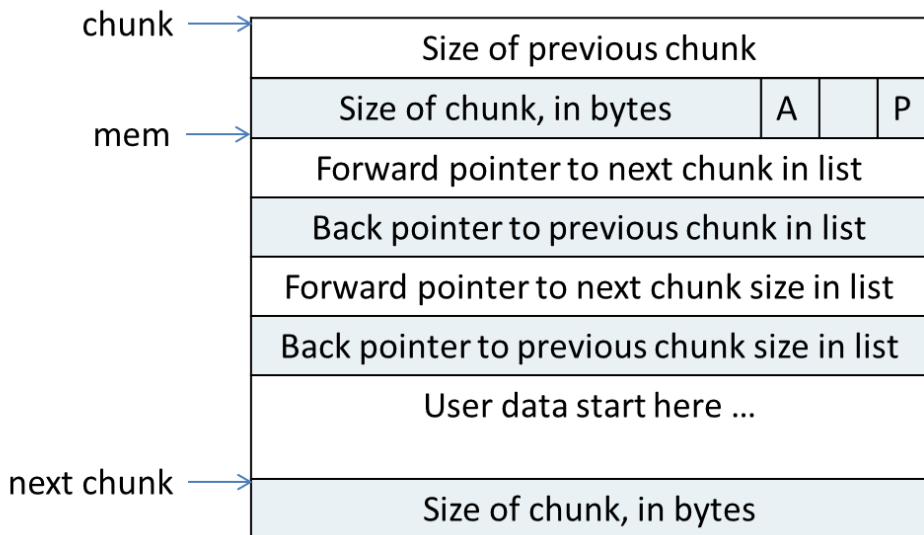 chunk
Size of previous chunk
Size of chunk, in bytes A P
mem
Forward pointer to next chunk in list
Back pointer to previous chunk in list
Forward pointer to next chunk size in list
Back pointer to previous chunk size in list
User data start here ...
next chunk
Size of chunk, in bytes